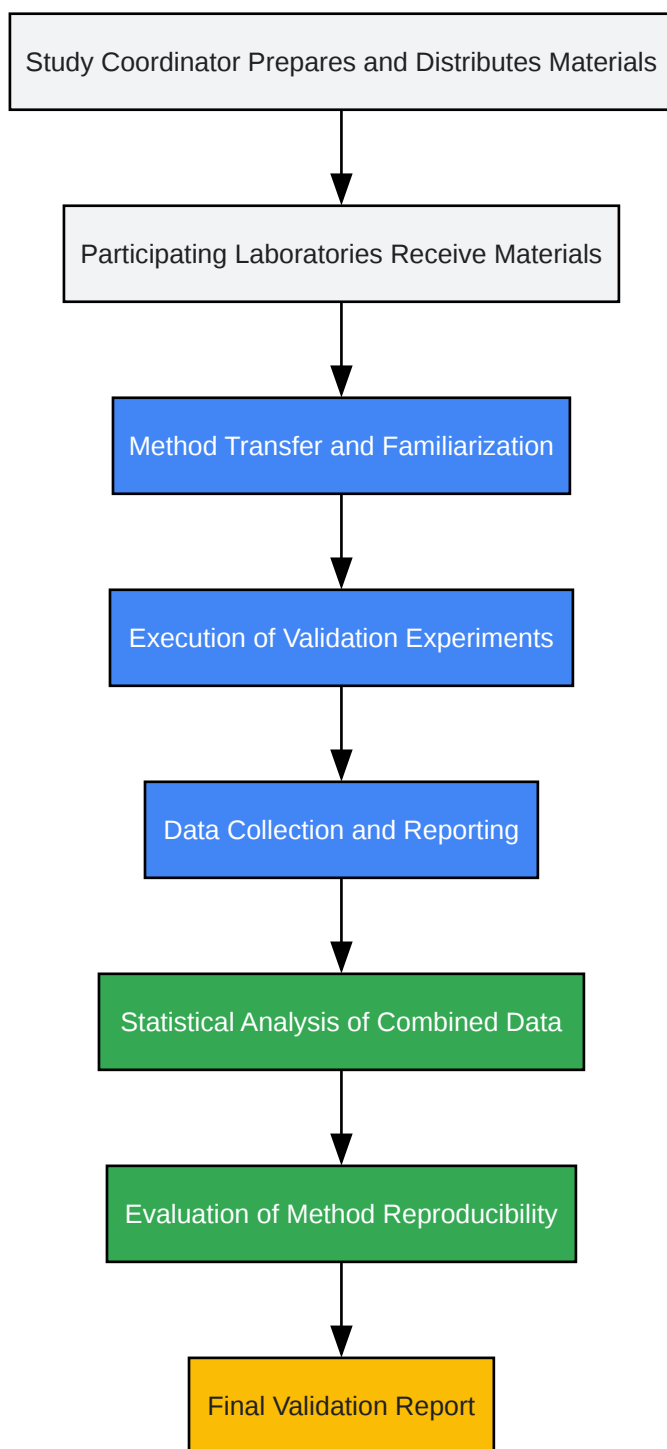 Study Coordinator Prepares and Distributes Materials
Participating Laboratories Receive Materials
Method Transfer and Familiarization
Execution of Validation Experiments
Data Collection and Reporting
Statistical Analysis of Combined Data
Evaluation of Method Reproducibility
Final Validation Report